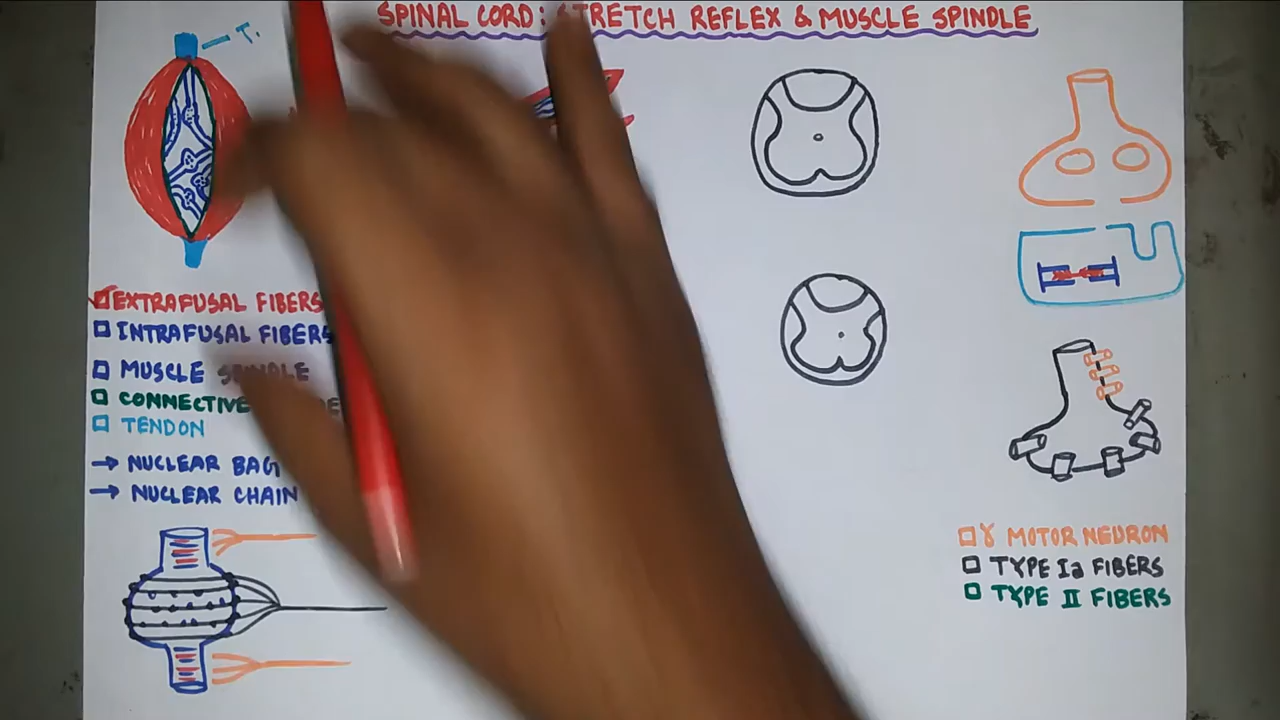 SPINAL CORD: STRETCH REFLEX & MUSCLE SPINDLE
T.
EXTRAFUSAL FIBERS
INTRAFUSAL FIBERS
MUSCLE SPINDLE
CONNECTIVE
TENDON
→ NUCLEAR BAG
→ NUCLEAR CHAIN
γ MOTOR NEURON
TYPE Ia FIBERS
TYPE II FIBERS